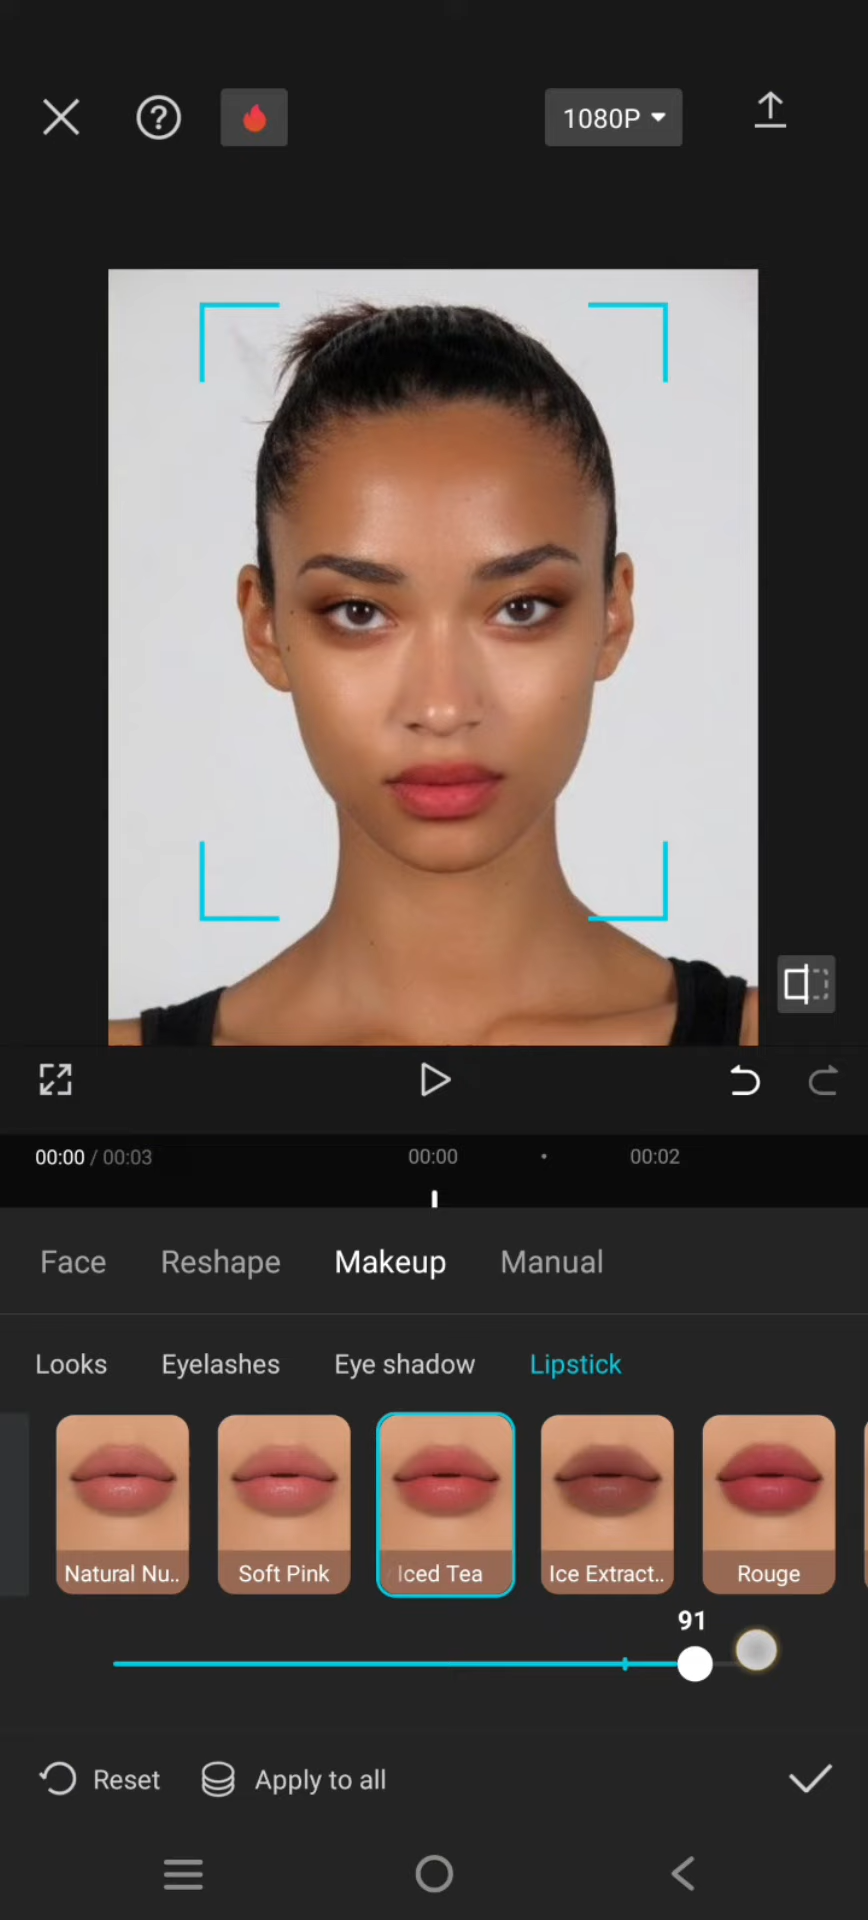 ?
1080P
00:00 / 00:03
00:00
00:02
Face
Reshape
Makeup
Manual
Looks
Eyelashes
Eye shadow
Lipstick
Natural Nu..
Soft Pink
Iced Tea
Ice Extract..
Rouge
91
Reset
Apply to all